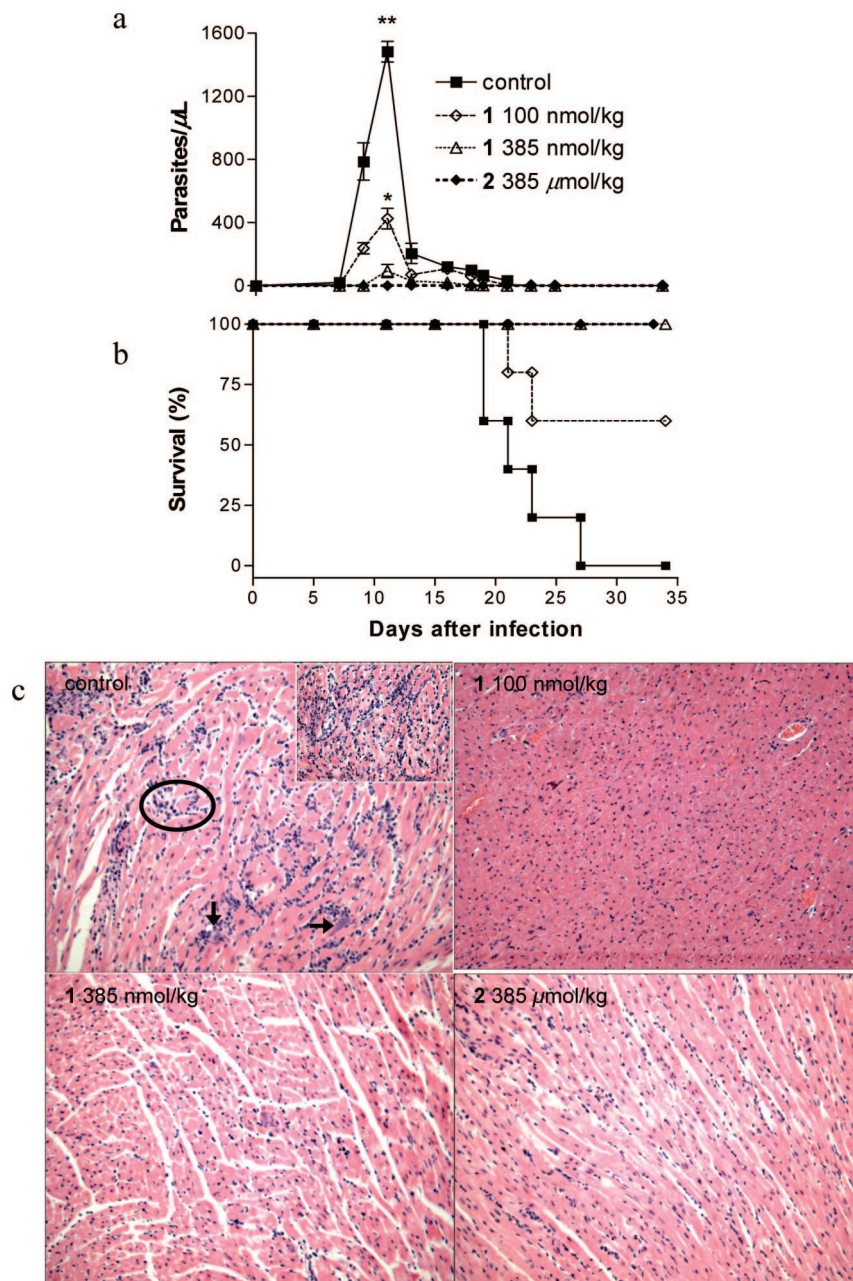 a
1600
1200
800
400
0
Parasites/μL
**
*
control
1 100 nmol/kg
1 385 nmol/kg
2 385 μmol/kg
b
100
75
50
25
0
Survival (%)
0 5 10 15 20 25 30 35
Days after infection
c
control
1 100 nmol/kg
1 385 nmol/kg
2 385 μmol/kg